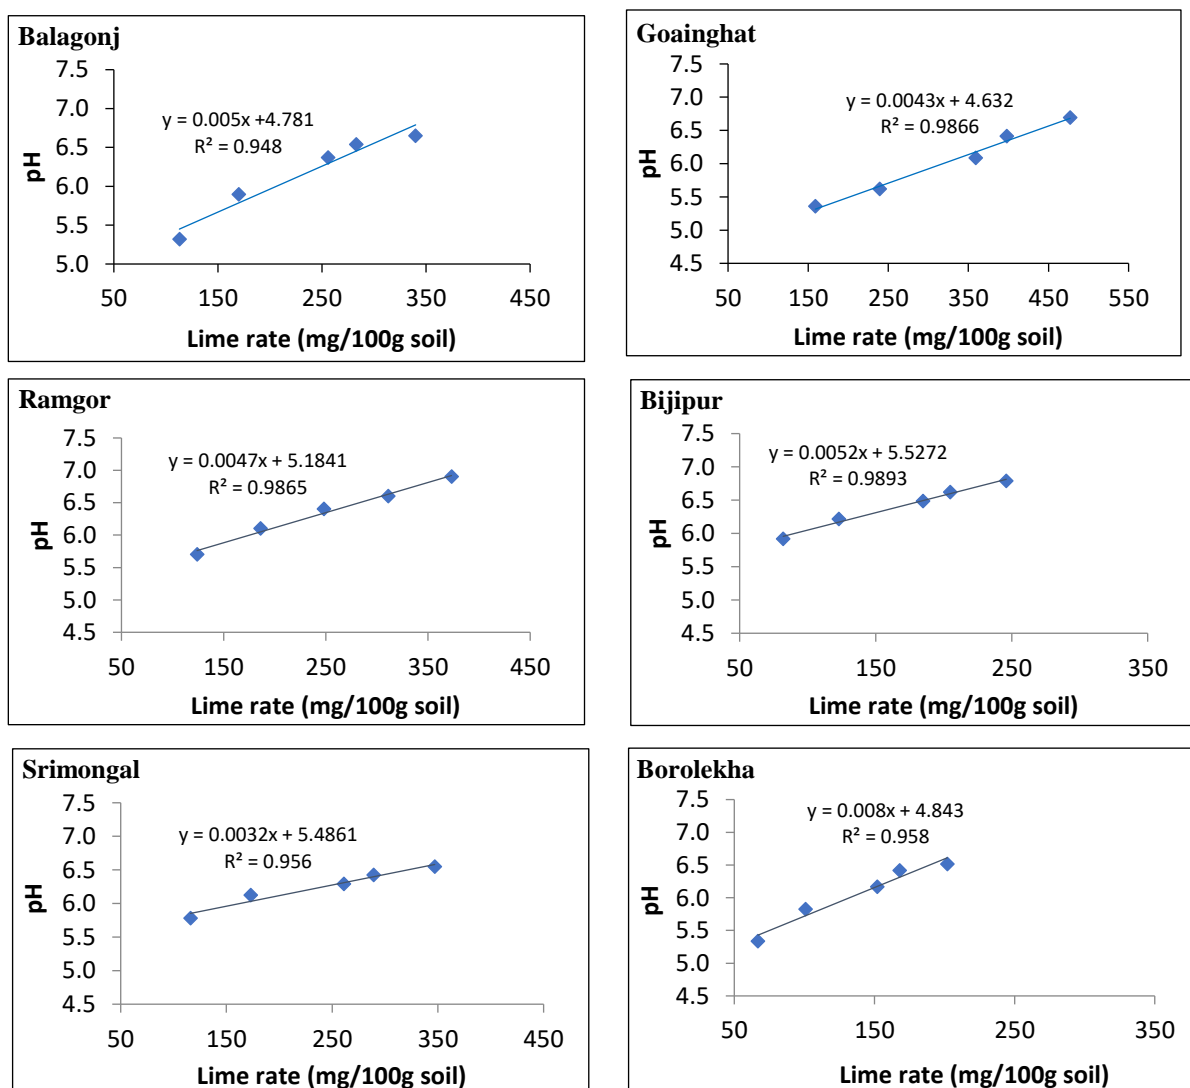 Balagonj
7.5
7.0
6.5
6.0
5.5
5.0
pH
y = 0.005x +4.781
R² = 0.948
50 150 250 350 450
Lime rate (mg/100g soil)
Goainghat
7.5
7.0
6.5
6.0
5.5
5.0
4.5
pH
y = 0.0043x + 4.632
R² = 0.9866
50 150 250 350 450 550
Lime rate (mg/100g soil)
Ramgor
7.5
7.0
6.5
6.0
5.5
5.0
4.5
pH
y = 0.0047x + 5.1841
R² = 0.9865
50 150 250 350 450
Lime rate (mg/100g soil)
Bijipur
7.5
7.0
6.5
6.0
5.5
5.0
4.5
pH
y = 0.0052x + 5.5272
R² = 0.9893
50 150 250 350
Lime rate (mg/100g soil)
Srimongal
7.5
7.0
6.5
6.0
5.5
5.0
4.5
pH
y = 0.0032x + 5.4861
R² = 0.956
50 150 250 350 450
Lime rate (mg/100g soil)
Borolekha
7.5
7.0
6.5
6.0
5.5
5.0
4.5
pH
y = 0.008x + 4.843
R² = 0.958
50 150 250 350
Lime rate (mg/100g soil)